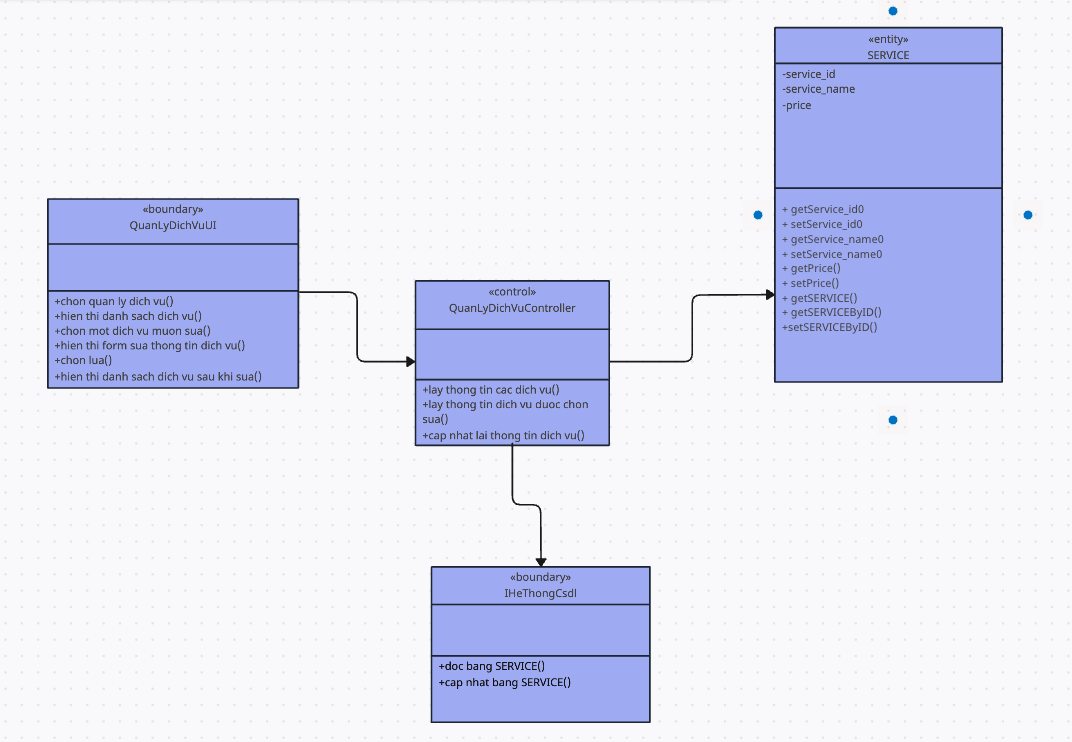 «entity»
SERVICE
-service_id
-service_name
-price
+ getService_id0
+ setService_id0
+ getService_name0
+ setService_name0
+ getPrice()
+ setPrice()
+ getSERVICE()
+ getSERVICEByID()
+setSERVICEByID()
«boundary»
QuanLyDichVuUI
+chon quan ly dich vu()
+hien thi danh sach dich vu()
+chon mot dich vu muon sua()
+hien thi form sua thong tin dich vu()
+chon lua()
+hien thi danh sach dich vu sau khi sua()
«control»
QuanLyDichVuController
+lay thong tin cac dich vu()
+lay thong tin dich vu duoc chon
sua()
+cap nhat lai thong tin dich vu()
«boundary»
IHeThongCsdl
+doc bang SERVICE()
+cap nhat bang SERVICE()